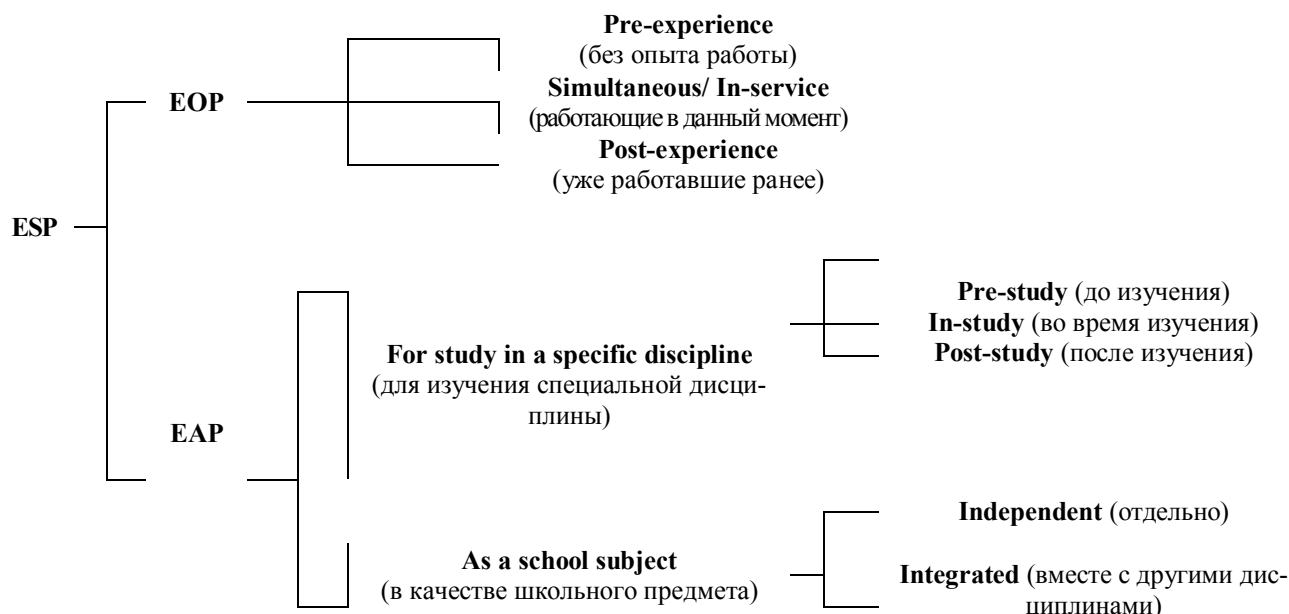 Pre-experience
(без опыта работы)
Simultaneous/ In-service
(работающие в данный момент)
Post-experience
(уже работавшие ранее)
EOP
ESP
EAP
For study in a specific discipline
(для изучения специальной дисци-
плины)
Pre-study (до изучения)
In-study (во время изучения)
Post-study (после изучения)
As a school subject
(в качестве школьного предмета)
Independent (отдельно)
Integrated (вместе с другими дис-
циплинами)